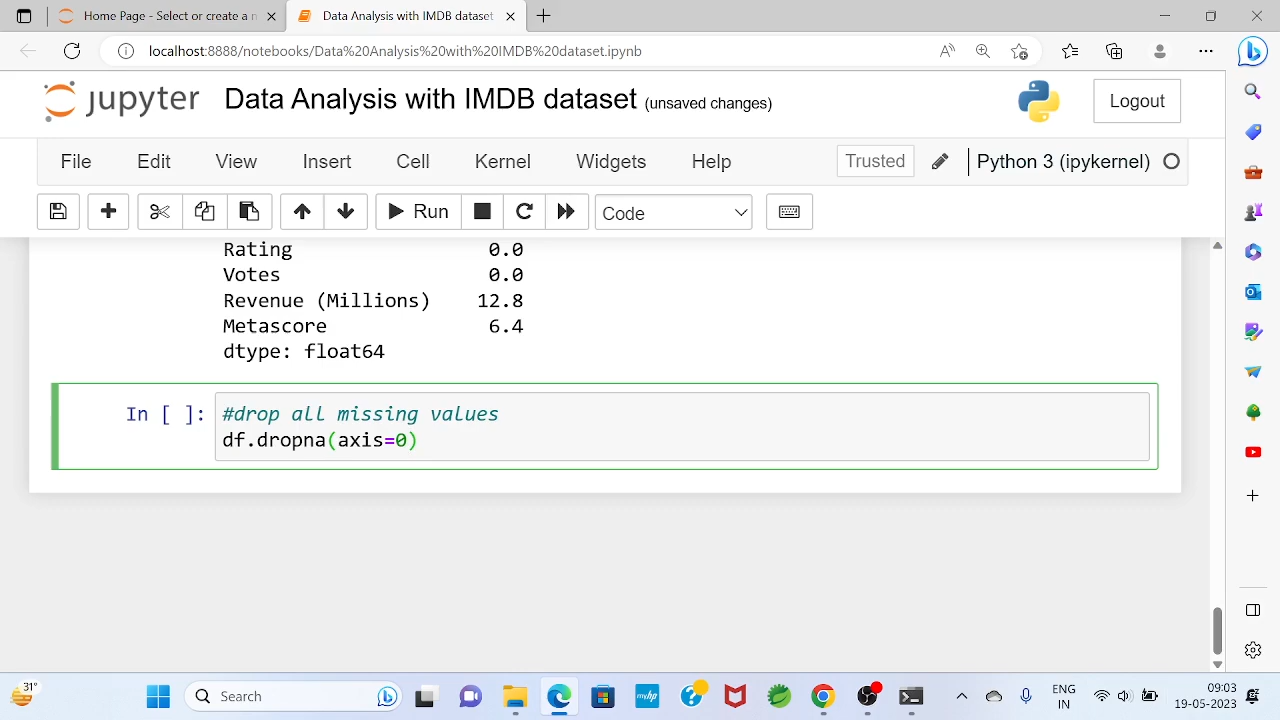 Home Page - Select or create a n
Data Analysis with IMDB dataset
localhost:8888/notebooks/Data%20Analysis%20with%20IMDB%20dataset.ipynb
jupyter Data Analysis with IMDB dataset (unsaved changes)
Logout
File Edit View Insert Cell Kernel Widgets Help Trusted Python 3 (ipykernel)
Run Code
Rating 0.0
Votes 0.0
Revenue (Millions) 12.8
Metascore 6.4
dtype: float64
In [ ]: #drop all missing values
df.dropna(axis=0)
31°
Search
myhp
ENG
IN
09:03
19-05-2023